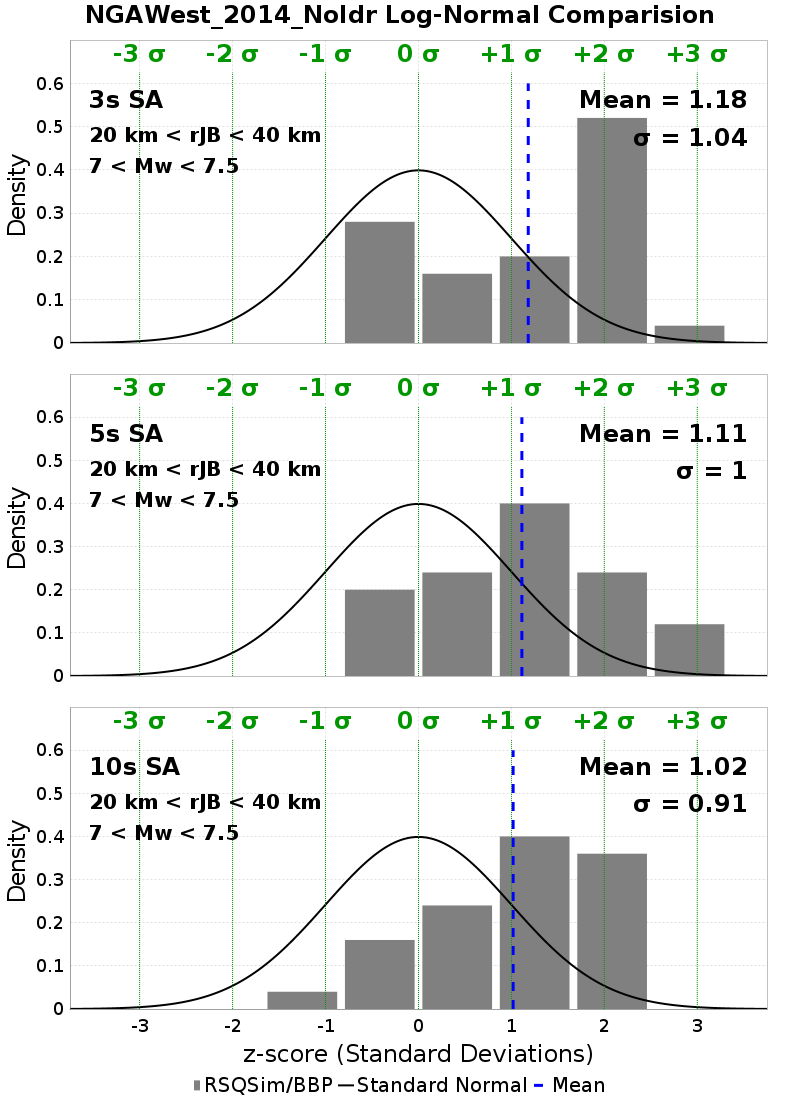 NGAWest_2014_NoIdr Log-Normal Comparision
-3 σ -2 σ -1 σ 0 σ +1 σ +2 σ +3 σ
3s SA
20 km < rJB < 40 km
7 < Mw < 7.5
Mean = 1.18
σ = 1.04
Density
0.6
0.5
0.4
0.3
0.2
0.1
0
-3 σ -2 σ -1 σ 0 σ +1 σ +2 σ +3 σ
5s SA
20 km < rJB < 40 km
7 < Mw < 7.5
Mean = 1.11
σ = 1
Density
0.6
0.5
0.4
0.3
0.2
0.1
0
-3 σ -2 σ -1 σ 0 σ +1 σ +2 σ +3 σ
10s SA
20 km < rJB < 40 km
7 < Mw < 7.5
Mean = 1.02
σ = 0.91
Density
0.6
0.5
0.4
0.3
0.2
0.1
0
-3 -2 -1 0 1 2 3
z-score (Standard Deviations)
RSQSim/BBP Standard Normal Mean